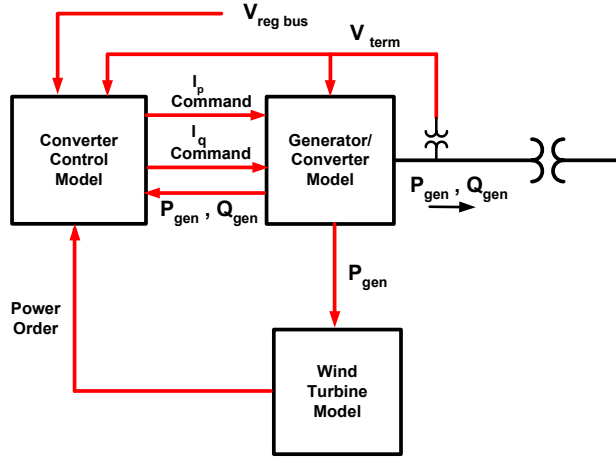 V reg bus
V term
I p
Command
Converter
Control
Model
I q
Command
Generator/
Converter
Model
P gen , Q gen
P gen , Q gen
P gen
Power
Order
Wind
Turbine
Model